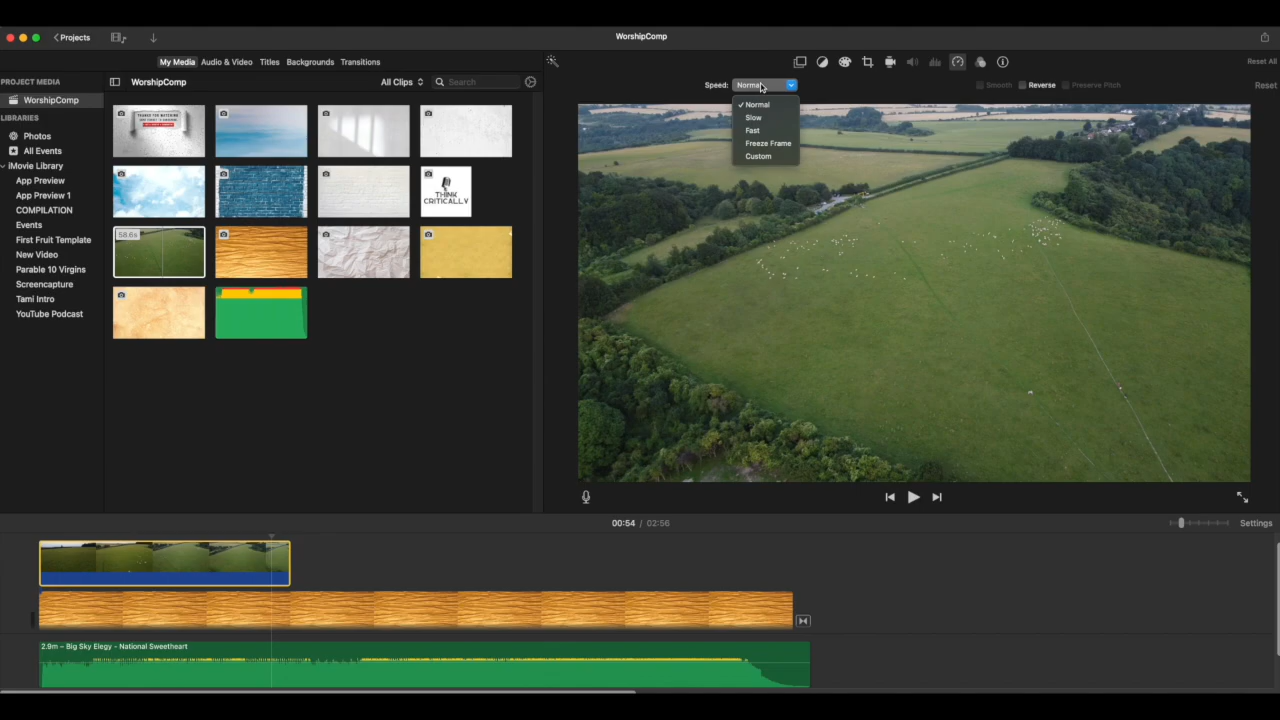 Projects
WorshipComp
My Media Audio & Video Titles Backgrounds Transitions
Reset All
PROJECT MEDIA
WorshipComp
All Clips
Search
Speed: Normal
Smooth
Reverse
Preserve Pitch
Reset
WorshipComp
LIBRARIES
Photos
All Events
iMovie Library
App Preview
App Preview 1
COMPILATION
Events
First Fruit Template
New Video
Parable 10 Virgins
Screencapture
Tami Intro
YouTube Podcast
THANKS FOR WATCHING
THINK
CRITICALLY
58.6s
Normal
Slow
Fast
Freeze Frame
Custom
00:54 / 02:56
Settings
2.9m – Big Sky Elegy - National Sweetheart